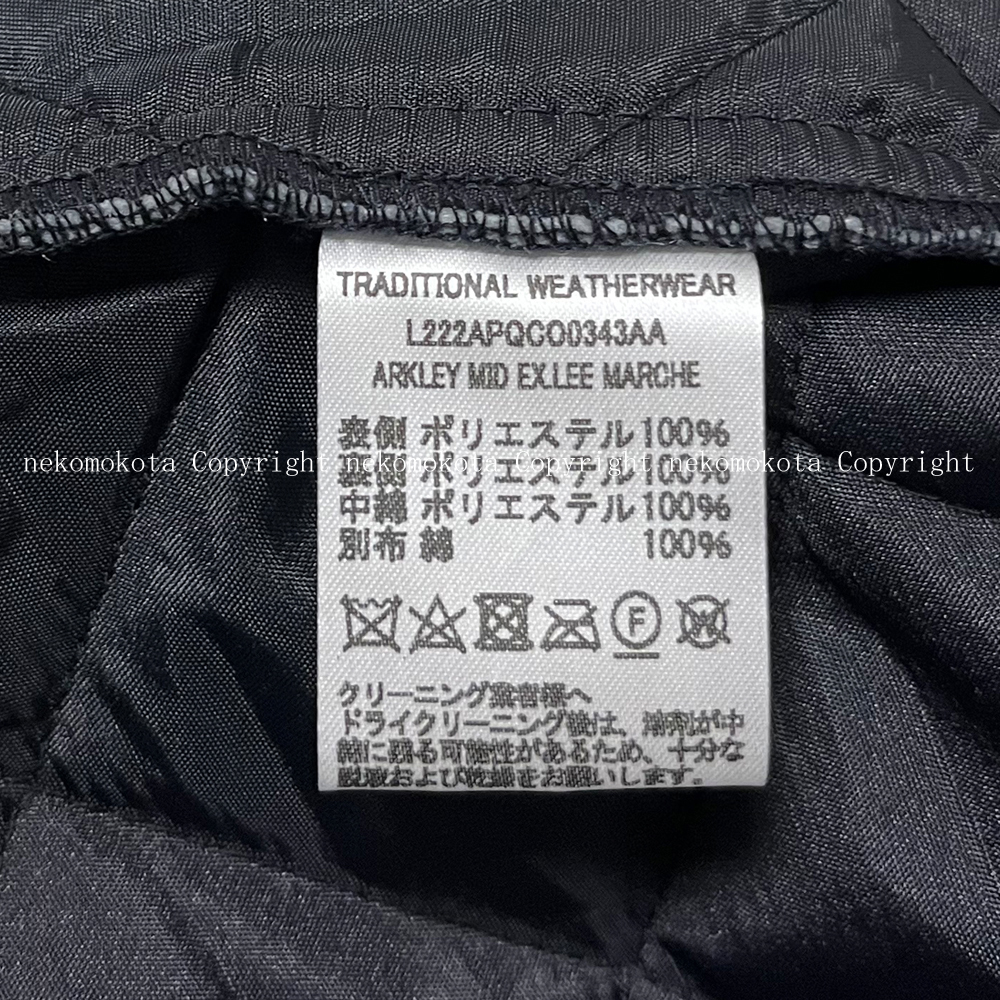 TRADITIONAL WEATHERWEAR
L222APQCO0343AA
ARKLEY MID EX.LEE MARCHE
表側 ポリエステル100%
nekomokota Copyright nekomokota Copyright nekomokota Copyright
裏側 ポリエステル100%
中綿 ポリエステル100%
別布 綿 100%
F W
クリーニング業者様へ
ドライクリーニング後は、溶剤が中
綿に残る可能性があるため、十分な
脱液および乾燥をお願いします。